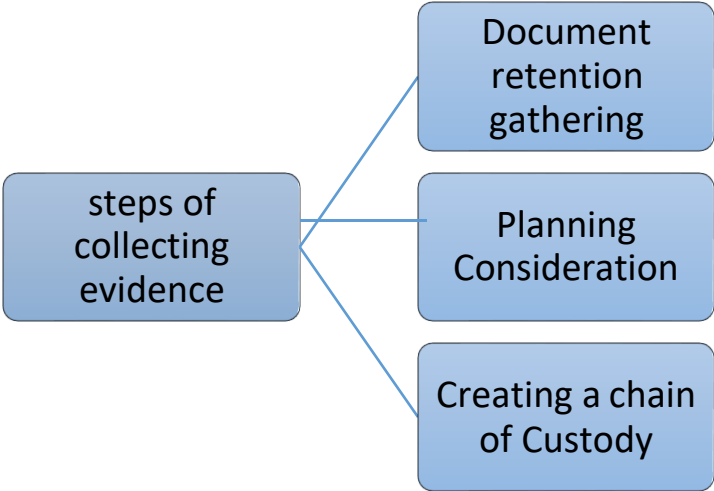 steps of
collecting
evidence
Document
retention
gathering
Planning
Consideration
Creating a chain
of Custody